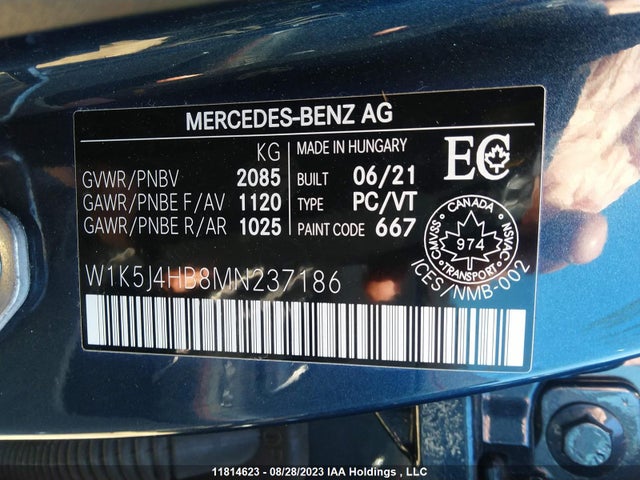 MERCEDES-BENZ AG
KG
GVWR/PNBV 2085
GAWR/PNBE F/AV 1120
GAWR/PNBE R/AR 1025
MADE IN HUNGARY
BUILT 06/21
TYPE PC/VT
PAINT CODE 667
EC
CANADA
CMVSS 974 NSVAC
TRANSPORT
ICES/NMB-002
W1K5J4HB8MN237186
11814623 - 08/28/2023 IAA Holdings , LLC